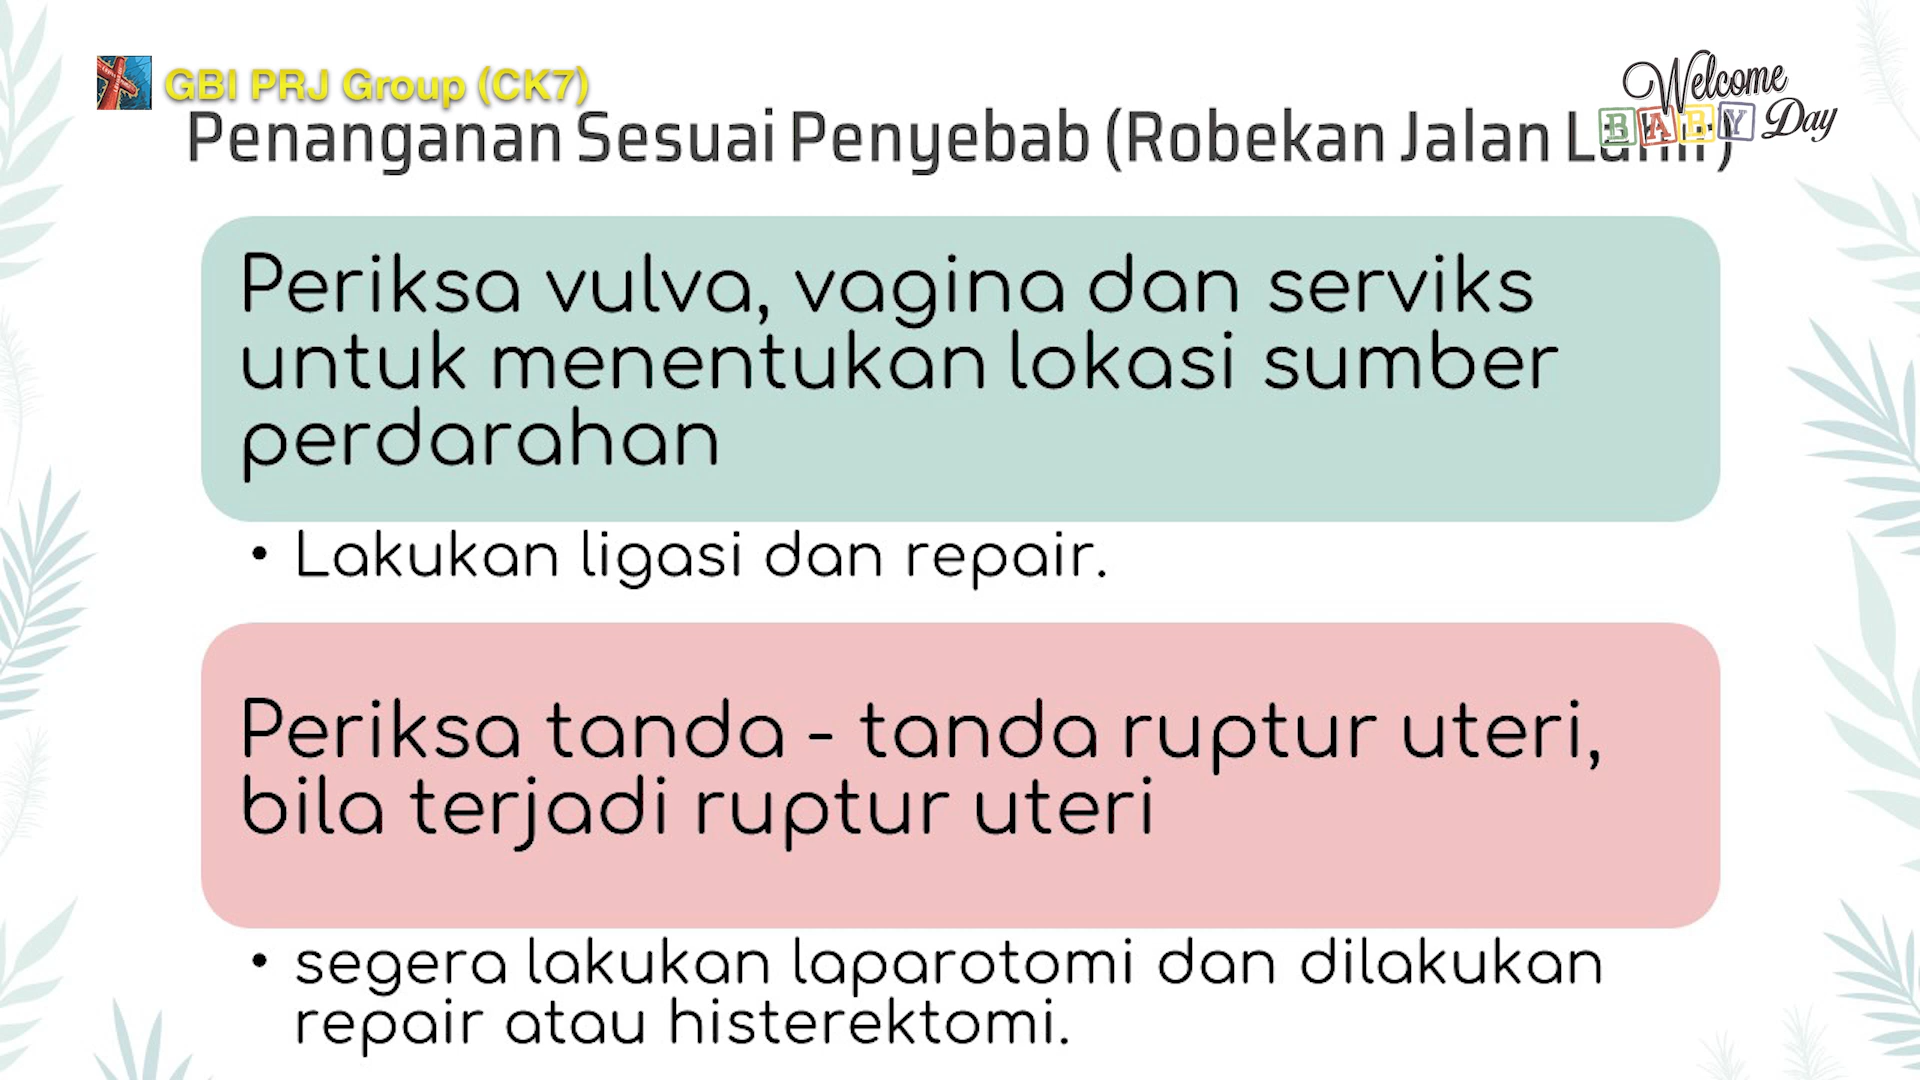 GBI PRJ Group (CK7)
Welcome
BABY Day
Penanganan Sesuai Penyebab (Robekan Jalan
Periksa vulva, vagina dan serviks
untuk menentukan lokasi sumber
perdarahan
• Lakukan ligasi dan repair.
Periksa tanda - tanda ruptur uteri,
bila terjadi ruptur uteri
• segera lakukan laparotomi dan dilakukan
repair atau histerektomi.